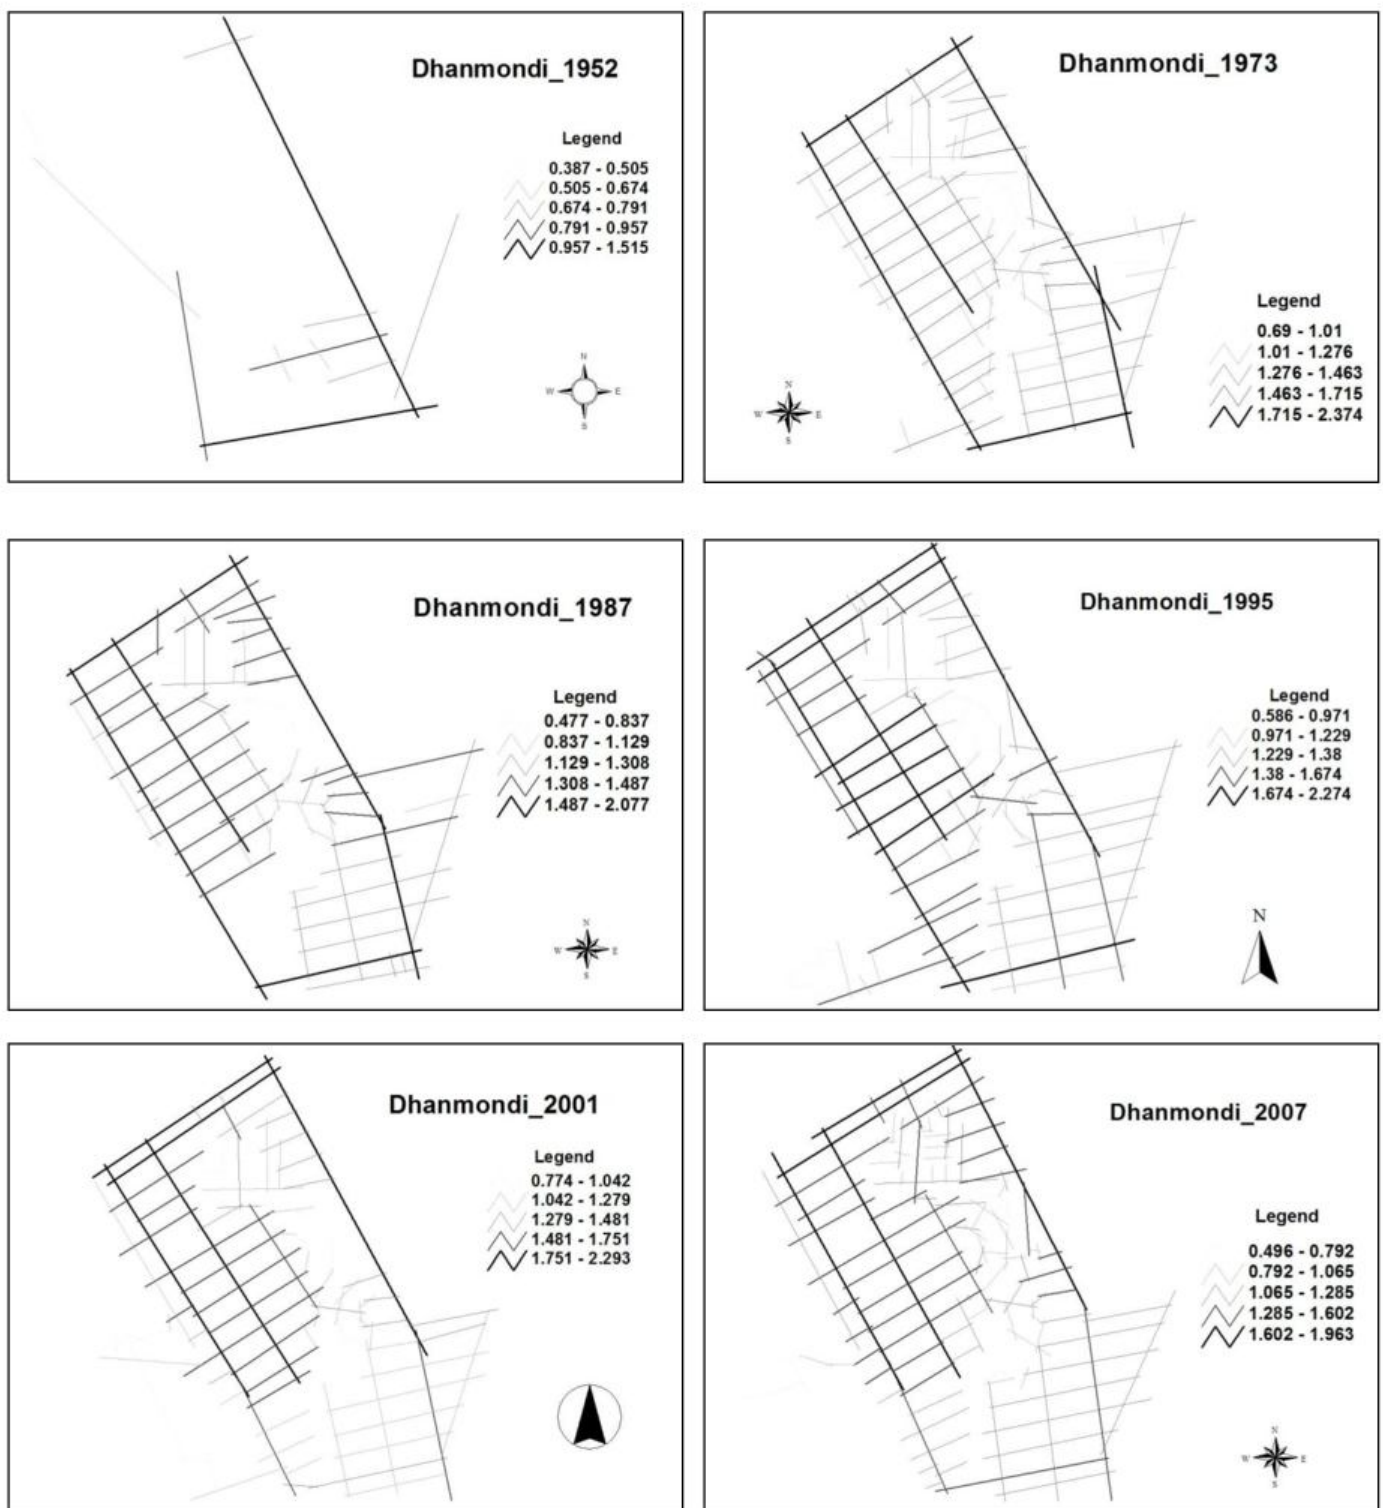 Dhanmondi_1952
Legend
0.387 - 0.505
0.505 - 0.674
0.674 - 0.791
0.791 - 0.957
0.957 - 1.515
N
W E
S
Dhanmondi_1973
Legend
0.69 - 1.01
1.01 - 1.276
1.276 - 1.463
1.463 - 1.715
1.715 - 2.374
N
W E
S
Dhanmondi_1987
Legend
0.477 - 0.837
0.837 - 1.129
1.129 - 1.308
1.308 - 1.487
1.487 - 2.077
N
W E
S
Dhanmondi_1995
Legend
0.586 - 0.971
0.971 - 1.229
1.229 - 1.38
1.38 - 1.674
1.674 - 2.274
N
Dhanmondi_2001
Legend
0.774 - 1.042
1.042 - 1.279
1.279 - 1.481
1.481 - 1.751
1.751 - 2.293
Dhanmondi_2007
Legend
0.496 - 0.792
0.792 - 1.065
1.065 - 1.285
1.285 - 1.602
1.602 - 1.963
N
W E
S